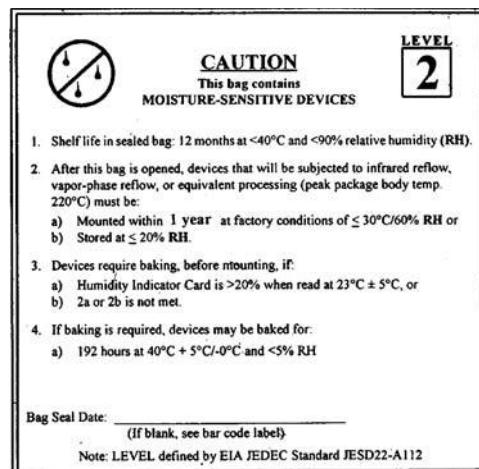 LEVEL
2
CAUTION
This bag contains
MOISTURE-SENSITIVE DEVICES
1. Shelf life in sealed bag: 12 months at <40°C and <90% relative humidity (RH).
2. After this bag is opened, devices that will be subjected to infrared reflow,
vapor-phase reflow, or equivalent processing (peak package body temp.
220°C) must be:
a) Mounted within 1 year at factory conditions of ≤ 30°C/60% RH or
b) Stored at ≤ 20% RH.
3. Devices require baking, before mounting, if:
a) Humidity Indicator Card is >20% when read at 23°C ± 5°C, or
b) 2a or 2b is not met.
4. If baking is required, devices may be baked for:
a) 192 hours at 40°C + 5°C/-0°C and <5% RH
Bag Seal Date:
(If blank, see bar code label)
Note: LEVEL defined by EIA JEDEC Standard JESD22-A112